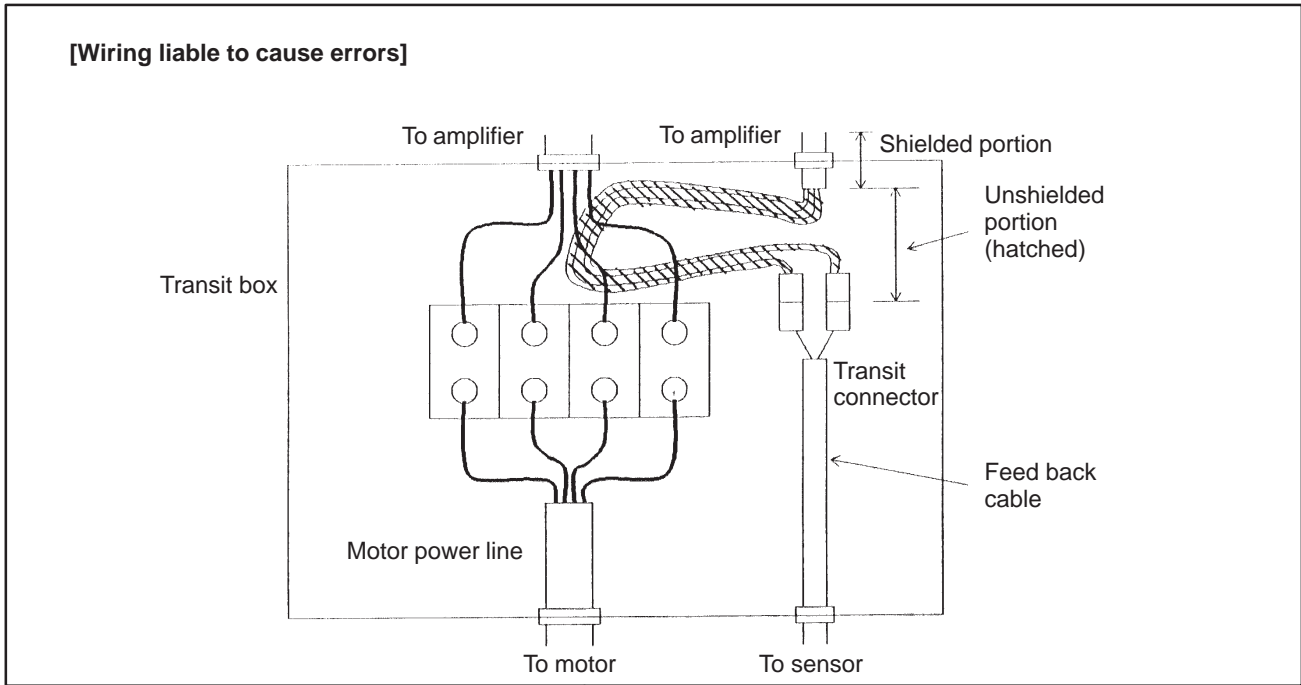 [Wiring liable to cause errors]
To amplifier
To amplifier
Shielded portion
Unshielded
portion
(hatched)
Transit box
Transit
connector
Feed back
cable
Motor power line
To motor
To sensor